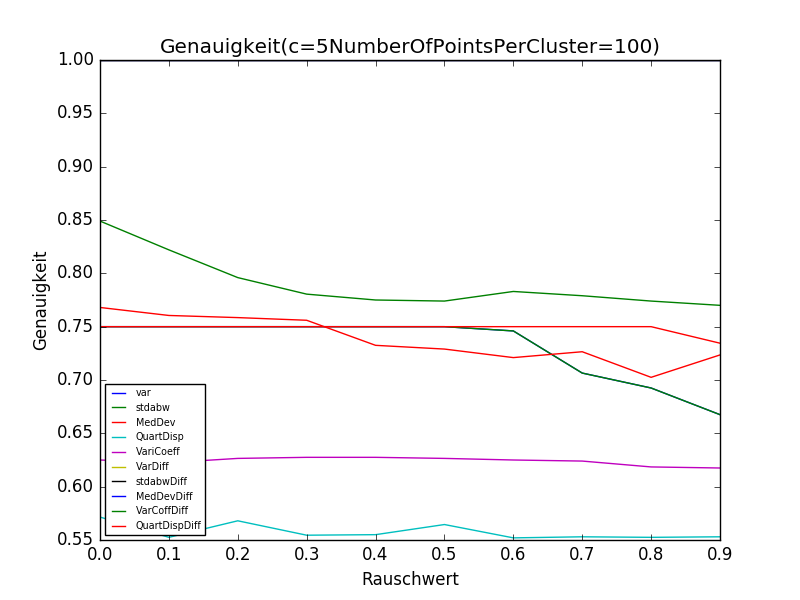 Genauigkeit(c=5NumberOfPointsPerCluster=100)
1.00
0.95
0.90
0.85
0.80
0.75
0.70
0.65
0.60
0.55
Genauigkeit
var
stdabw
MedDev
QuartDisp
VariCoeff
VarDiff
stdabwDiff
MedDevDiff
VarCoffDiff
QuartDispDiff
0.0 0.1 0.2 0.3 0.4 0.5 0.6 0.7 0.8 0.9
Rauschwert